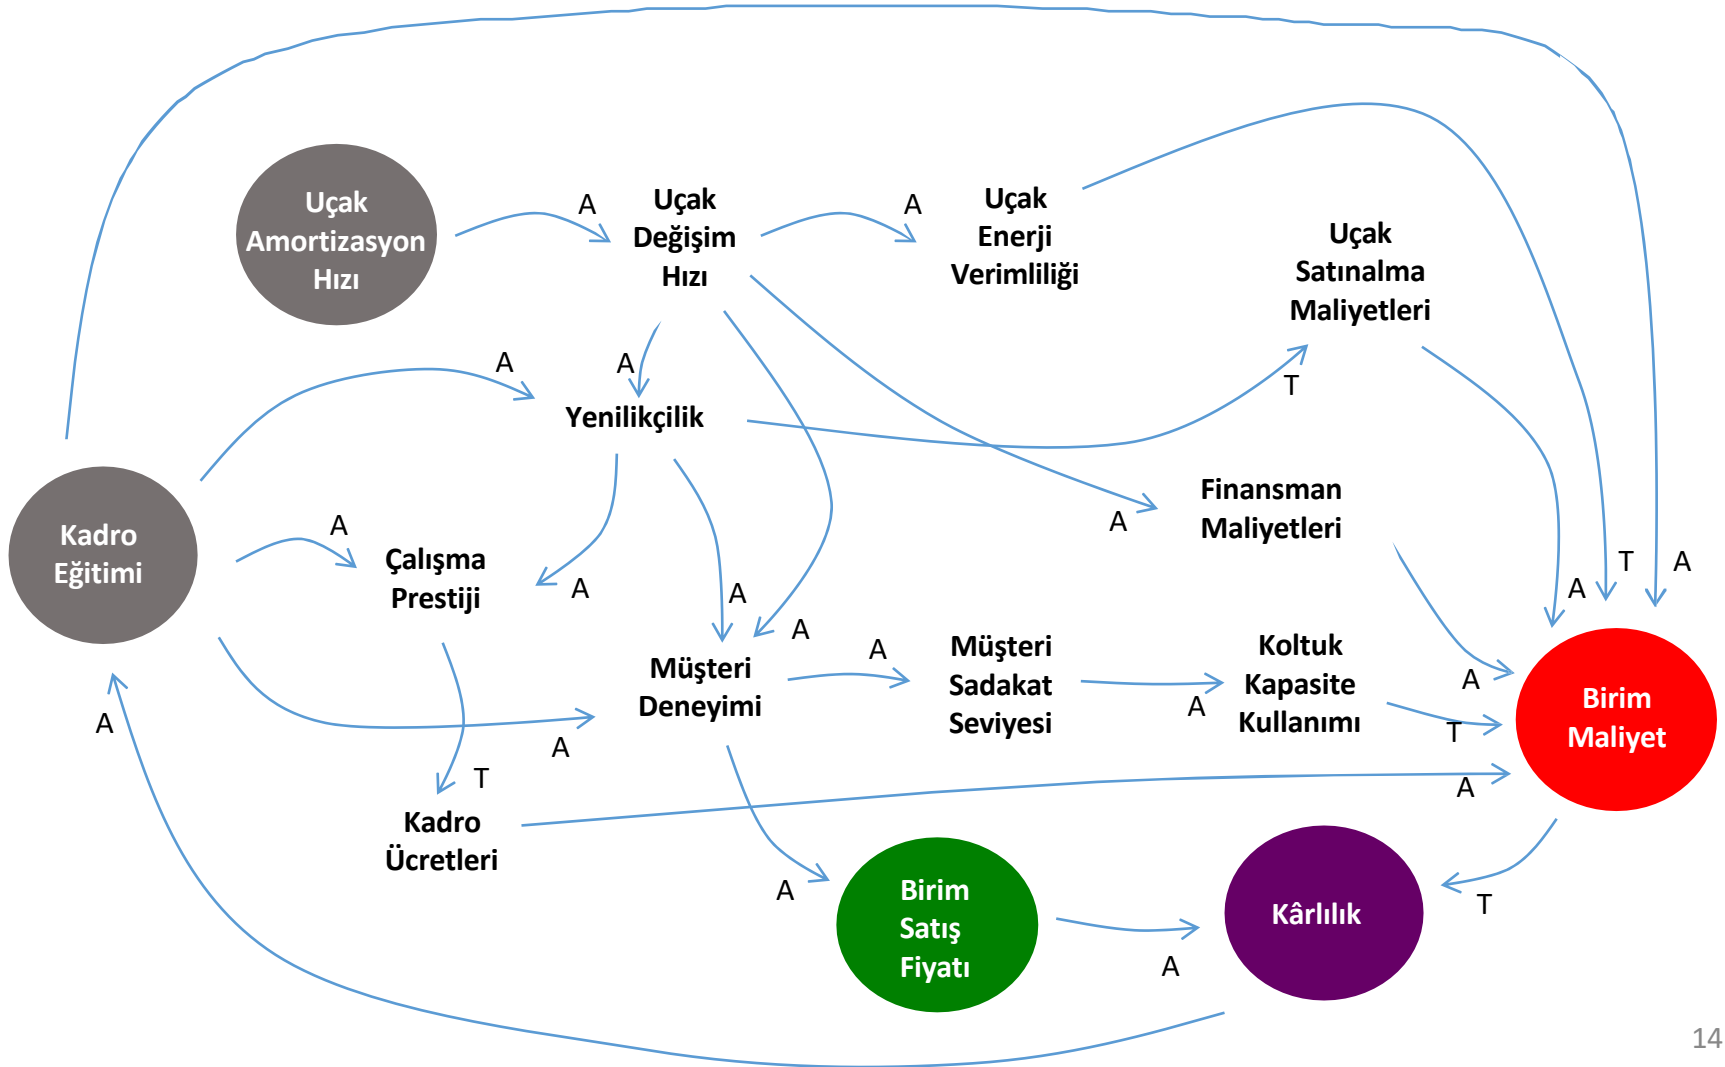 Uçak
Amortizasyon
Hızı
A
Uçak
Değişim
Hızı
A
Uçak
Enerji
Verimliliği
Uçak
Satınalma
Maliyetleri
A
A
T
Yenilikçilik
Finansman
Maliyetleri
A
Kadro
Eğitimi
A
Çalışma
Prestiji
A
A
A
A
T
A
Müşteri
Deneyimi
A
Müşteri
Sadakat
Seviyesi
A
Koltuk
Kapasite
Kullanımı
A
T
A
Birim
Maliyet
A
A
T
Kadro
Ücretleri
A
Birim
Satış
Fiyatı
A
Kârlılık
T
14